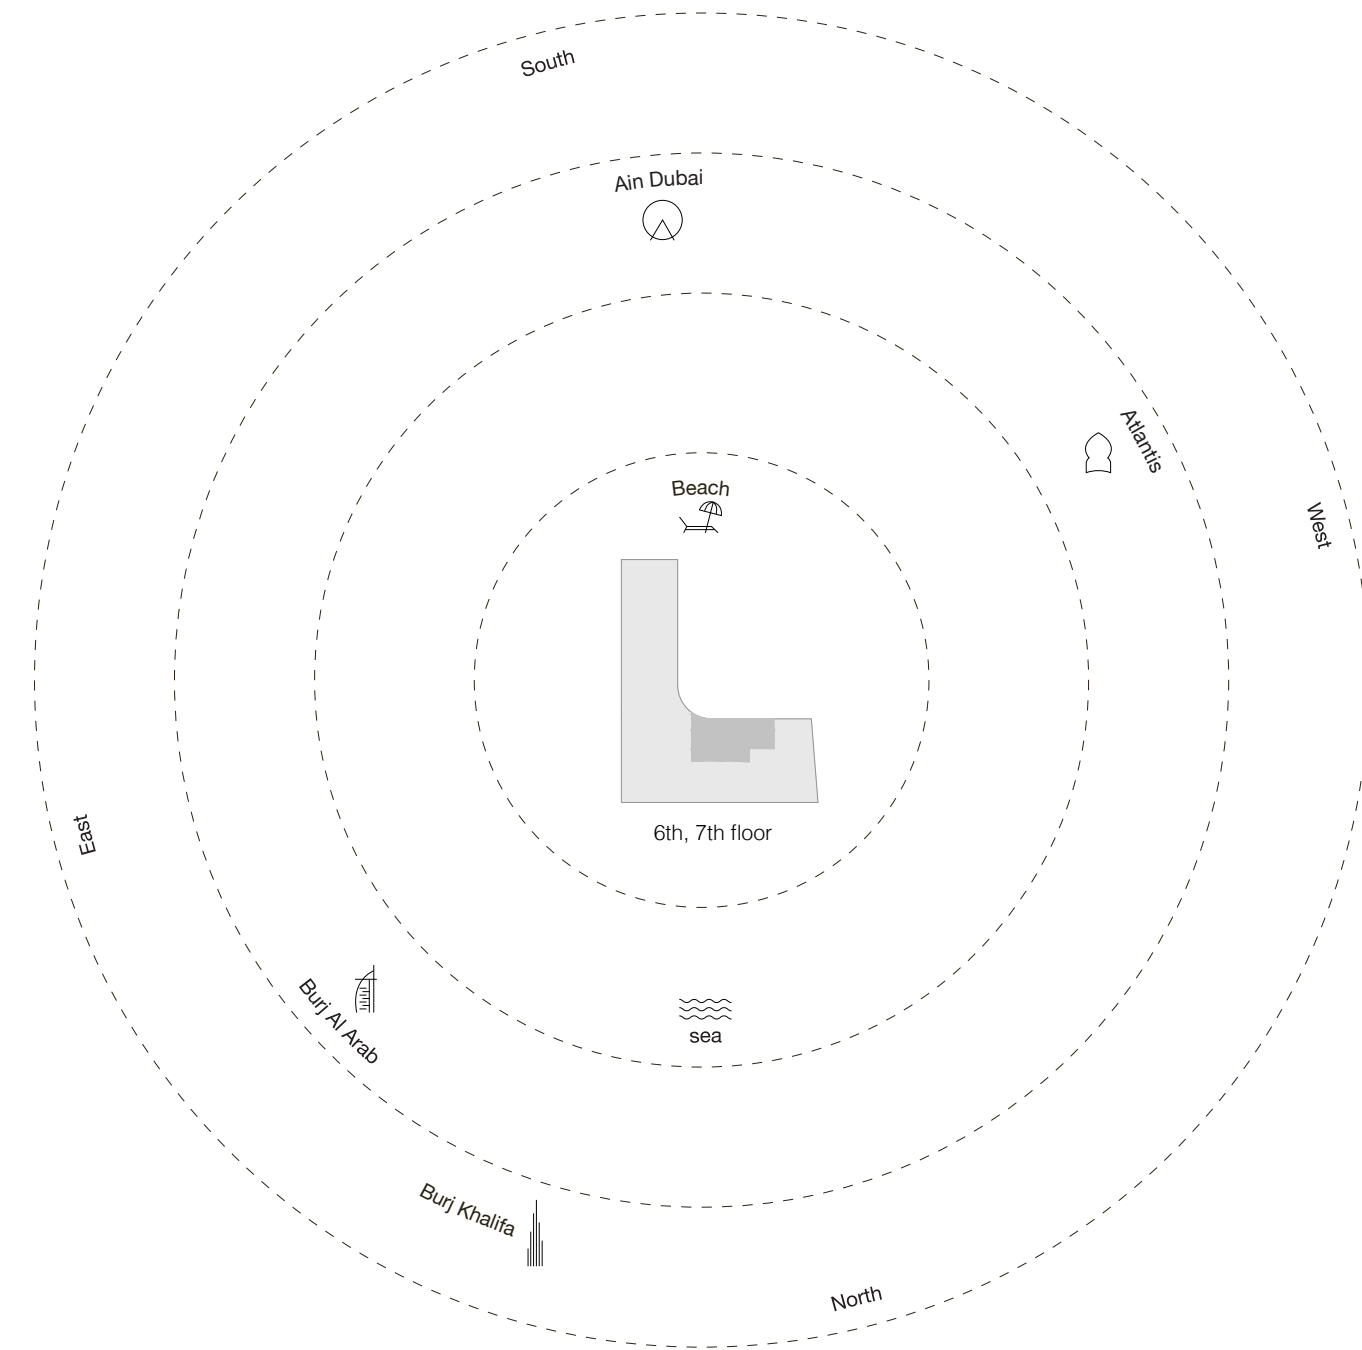 South
Ain Dubai
Atlantis
Beach
West
East
6th, 7th floor
Burj Al Arab
sea
Burj Khalifa
North